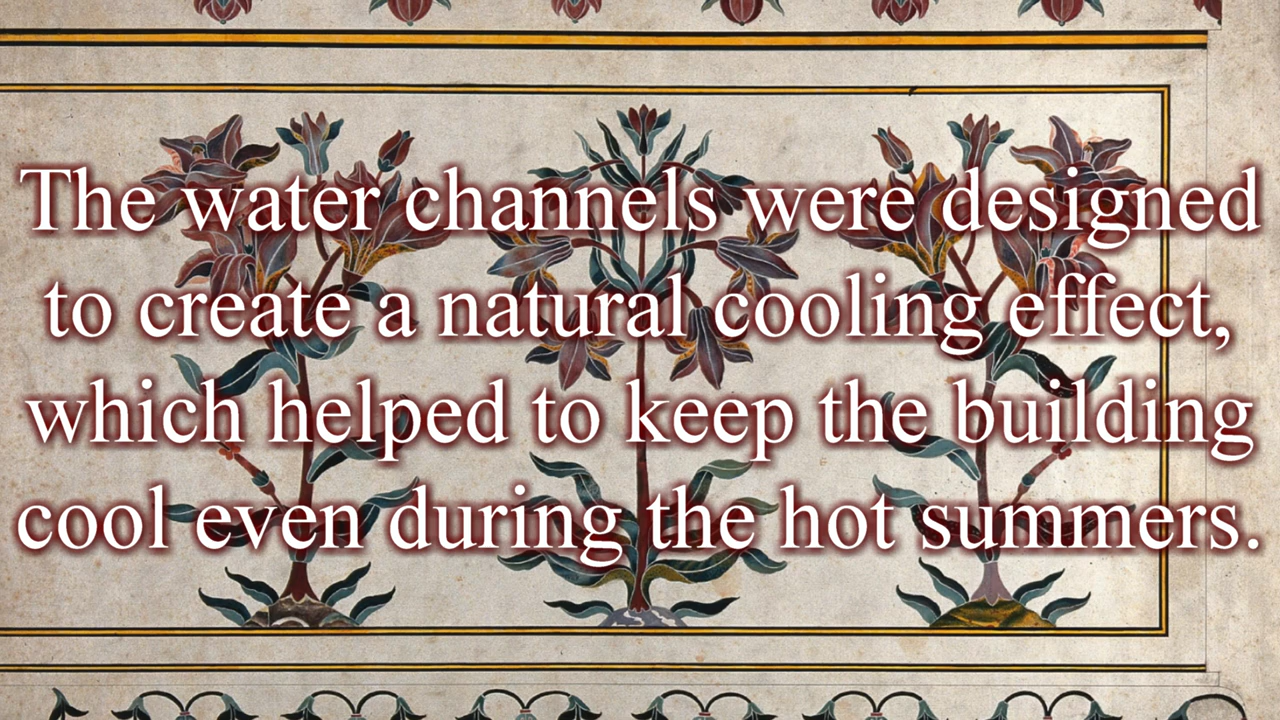 The water channels were designed
to create a natural cooling effect,
which helped to keep the building
cool even during the hot summers.